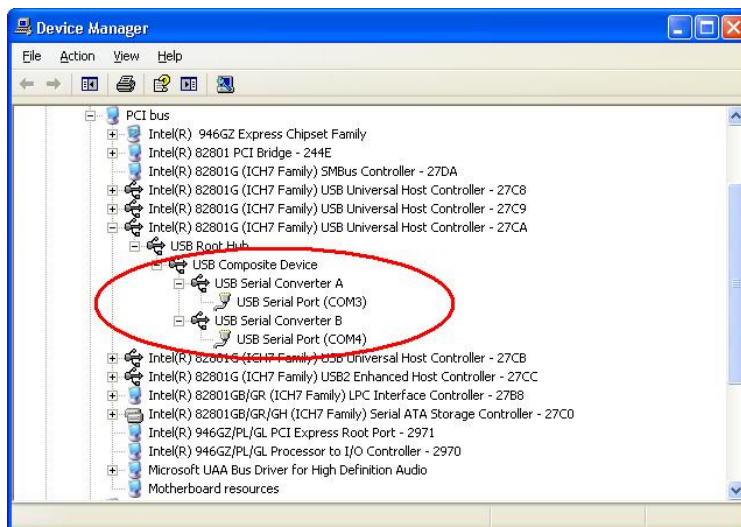 Device Manager
File Action View Help
PCI bus
Intel(R) 946GZ Express Chipset Family
Intel(R) 82801 PCI Bridge - 244E
Intel(R) 82801G (ICH7 Family) SMBus Controller - 27DA
Intel(R) 82801G (ICH7 Family) USB Universal Host Controller - 27C8
Intel(R) 82801G (ICH7 Family) USB Universal Host Controller - 27C9
Intel(R) 82801G (ICH7 Family) USB Universal Host Controller - 27CA
USB Root Hub
USB Composite Device
USB Serial Converter A
USB Serial Port (COM3)
USB Serial Converter B
USB Serial Port (COM4)
Intel(R) 82801G (ICH7 Family) USB Universal Host Controller - 27CB
Intel(R) 82801G (ICH7 Family) USB2 Enhanced Host Controller - 27CC
Intel(R) 82801GB/GR (ICH7 Family) LPC Interface Controller - 27B8
Intel(R) 82801GB/GR/GH (ICH7 Family) Serial ATA Storage Controller - 27C0
Intel(R) 946GZ/PL/GL PCI Express Root Port - 2971
Intel(R) 946GZ/PL/GL Processor to I/O Controller - 2970
Microsoft UAA Bus Driver for High Definition Audio
Motherboard resources